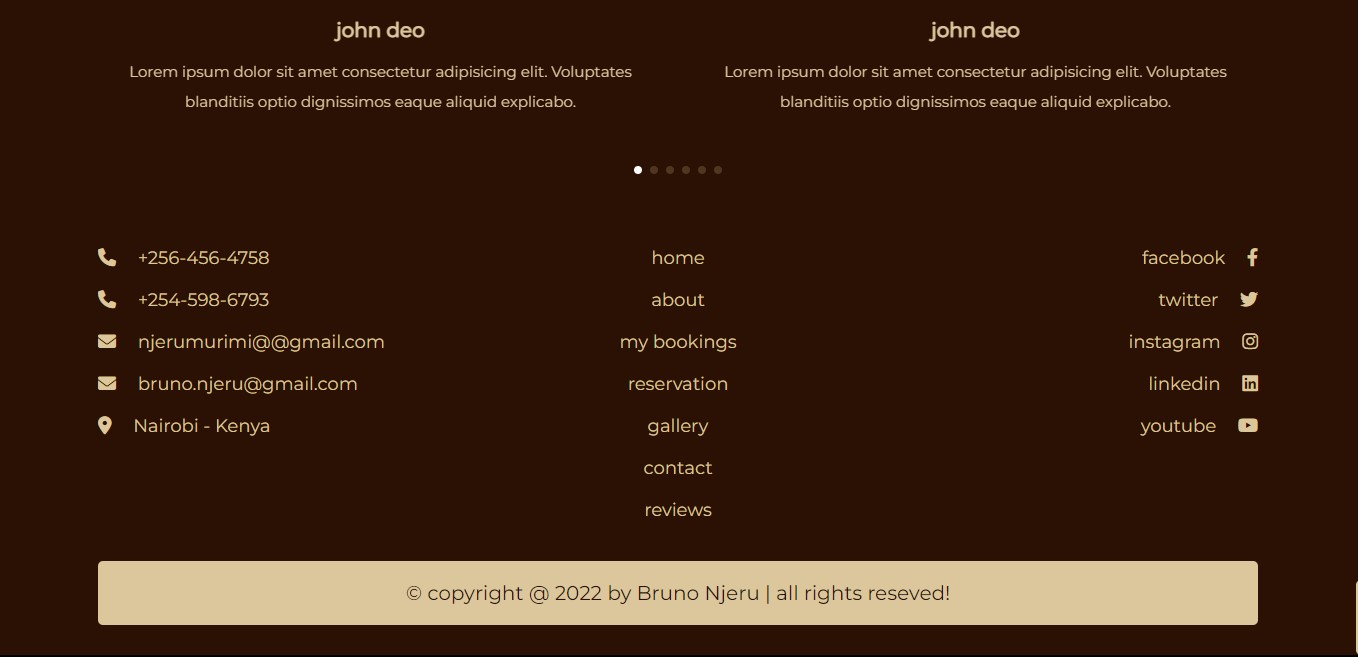 john deo
Lorem ipsum dolor sit amet consectetur adipisicing elit. Voluptates
blanditiis optio dignissimos eaque aliquid explicabo.
john deo
Lorem ipsum dolor sit amet consectetur adipisicing elit. Voluptates
blanditiis optio dignissimos eaque aliquid explicabo.
+256-456-4758
+254-598-6793
njerumurimi@@gmail.com
bruno.njeru@gmail.com
Nairobi - Kenya
home
about
my bookings
reservation
gallery
contact
reviews
facebook
twitter
instagram
linkedin
youtube
© copyright @ 2022 by Bruno Njeru | all rights reseved!